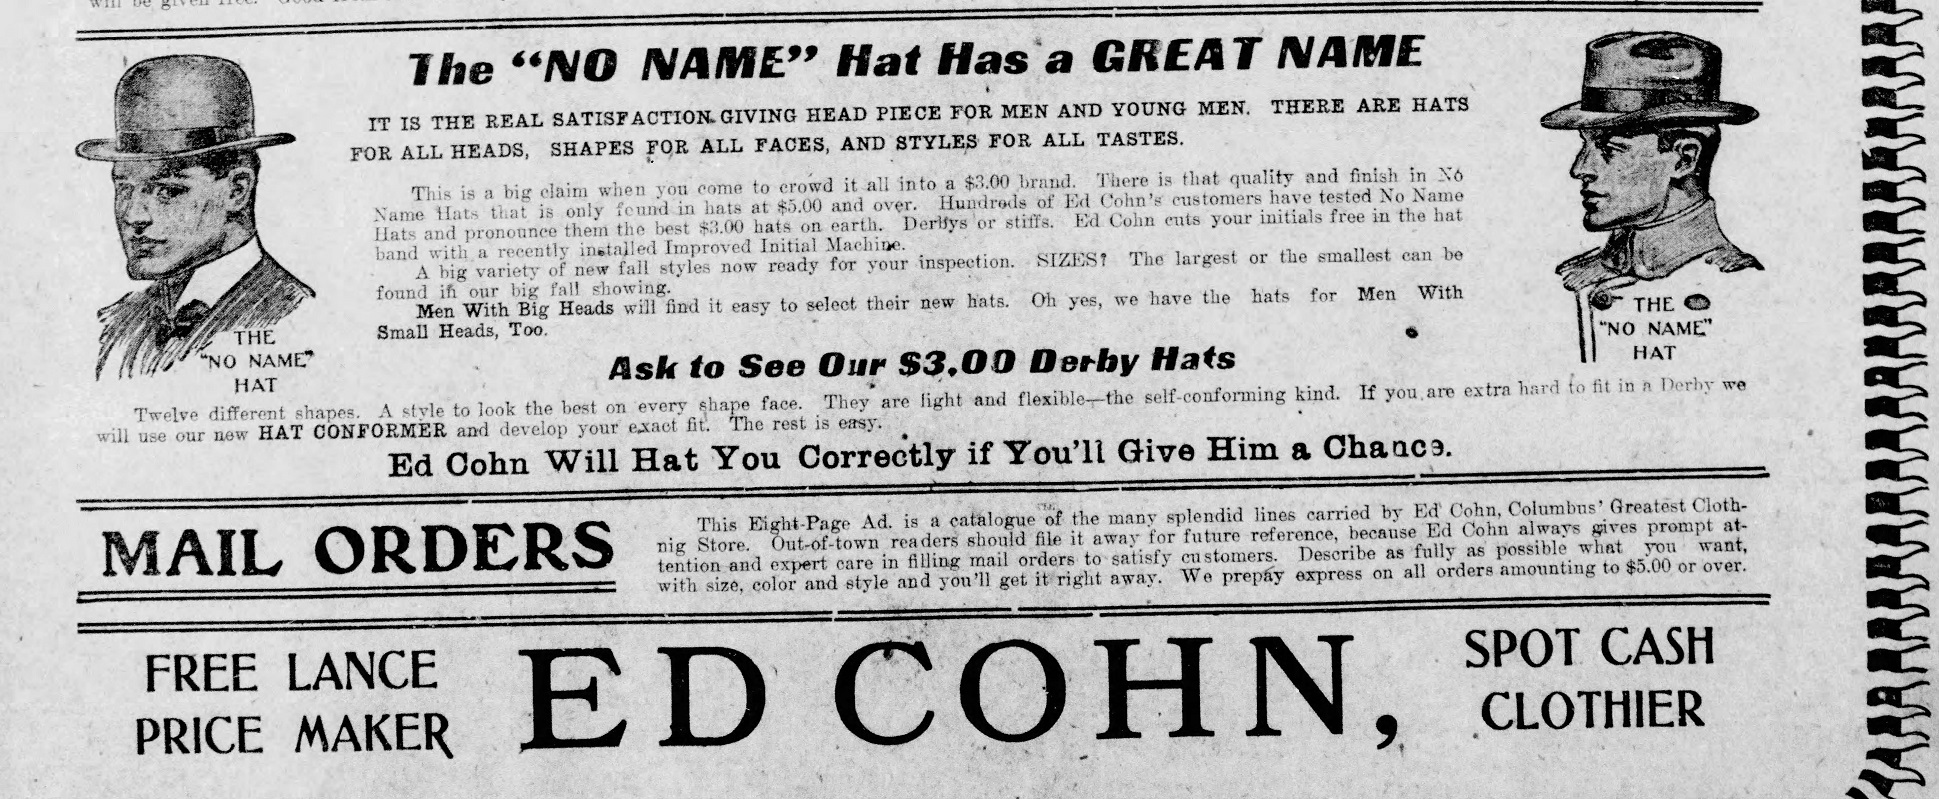 will be given free. Good
The "NO NAME" Hat Has a GREAT NAME
IT IS THE REAL SATISFACTION-GIVING HEAD PIECE FOR MEN AND YOUNG MEN. THERE ARE HATS
FOR ALL HEADS, SHAPES FOR ALL FACES, AND STYLES FOR ALL TASTES.
This is a big claim when you come to crowd it all into a $3.00 brand. There is that quality and finish in No
Name Hats that is only found in hats at $5.00 and over. Hundreds of Ed Cohn's customers have tested No Name
Hats and pronounce them the best $3.00 hats on earth. Derbys or stiffs. Ed Cohn cuts your initials free in the hat
band with a recently installed Improved Initial Machine.
A big variety of new fall styles now ready for your inspection. SIZES? The largest or the smallest can be
found in our big fall showing.
Men With Big Heads will find it easy to select their new hats. Oh yes, we have the hats for Men With
Small Heads, Too.
THE
"NO NAME"
HAT
THE
"NO NAME"
HAT
Ask to See Our $3.00 Derby Hats
Twelve different shapes. A style to look the best on every shape face. They are light and flexible—the self-conforming kind. If you are extra hard to fit in a Derby we
will use our new HAT CONFORMER and develop your exact fit. The rest is easy.
Ed Cohn Will Hat You Correctly if You'll Give Him a Chance.
MAIL ORDERS
This Eight-Page Ad. is a catalogue of the many splendid lines carried by Ed Cohn, Columbus' Greatest Cloth-
nig Store. Out-of-town readers should file it away for future reference, because Ed Cohn always gives prompt at-
tention and expert care in filling mail orders to satisfy customers. Describe as fully as possible what you want,
with size, color and style and you'll get it right away. We prepay express on all orders amounting to $5.00 or over.
FREE LANCE
PRICE MAKER
ED COHN,
SPOT CASH
CLOTHIER